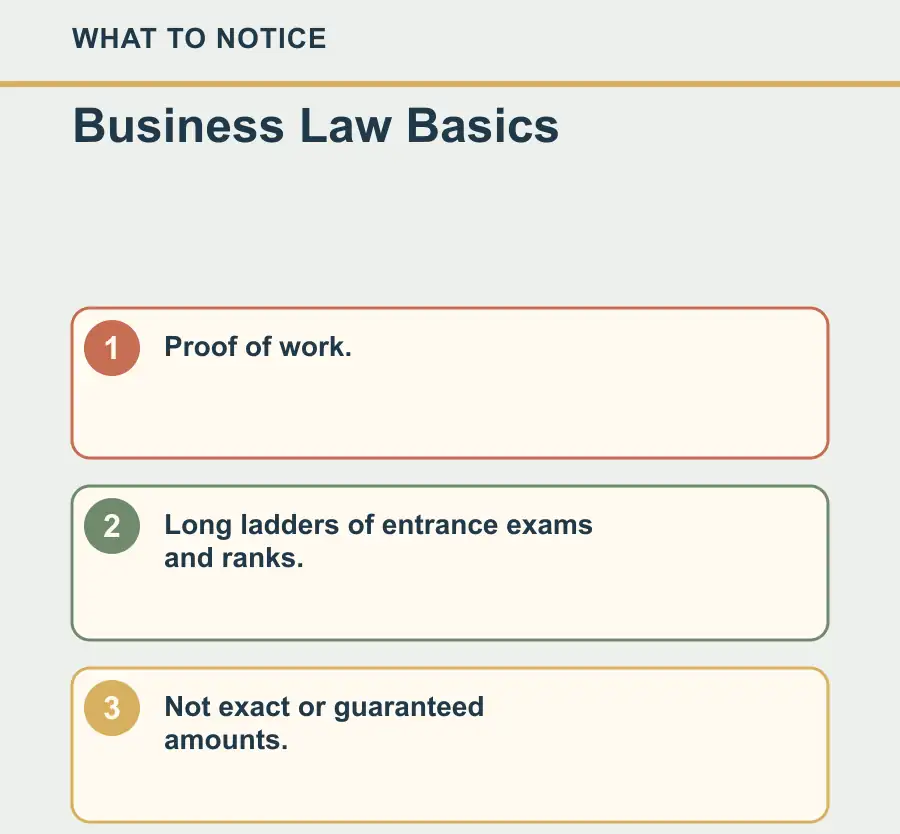 WHAT TO NOTICE
Business Law Basics
1
Proof of work.
2
Long ladders of entrance exams
and ranks.
3
Not exact or guaranteed
amounts.